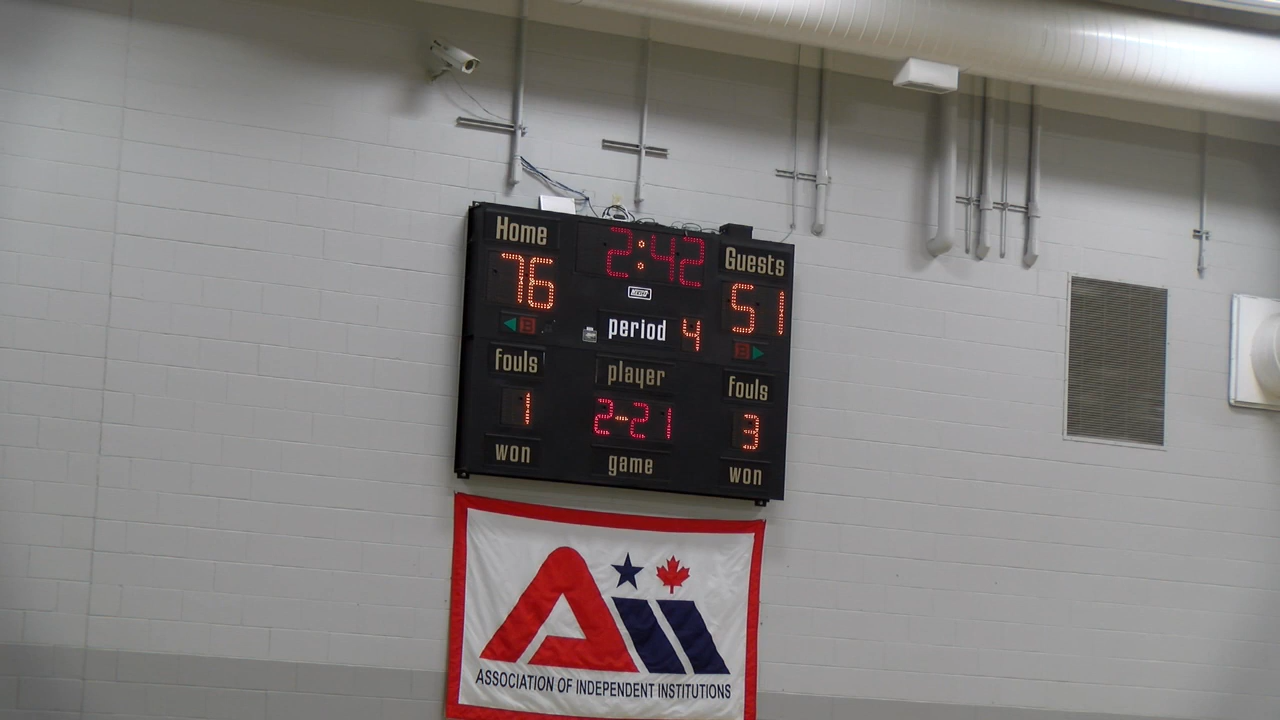 Home
2:42
Guests
76
51
period 4
B
B
fouls
player
fouls
1
2-21
3
won
game
won
Aii
ASSOCIATION OF INDEPENDENT INSTITUTIONS